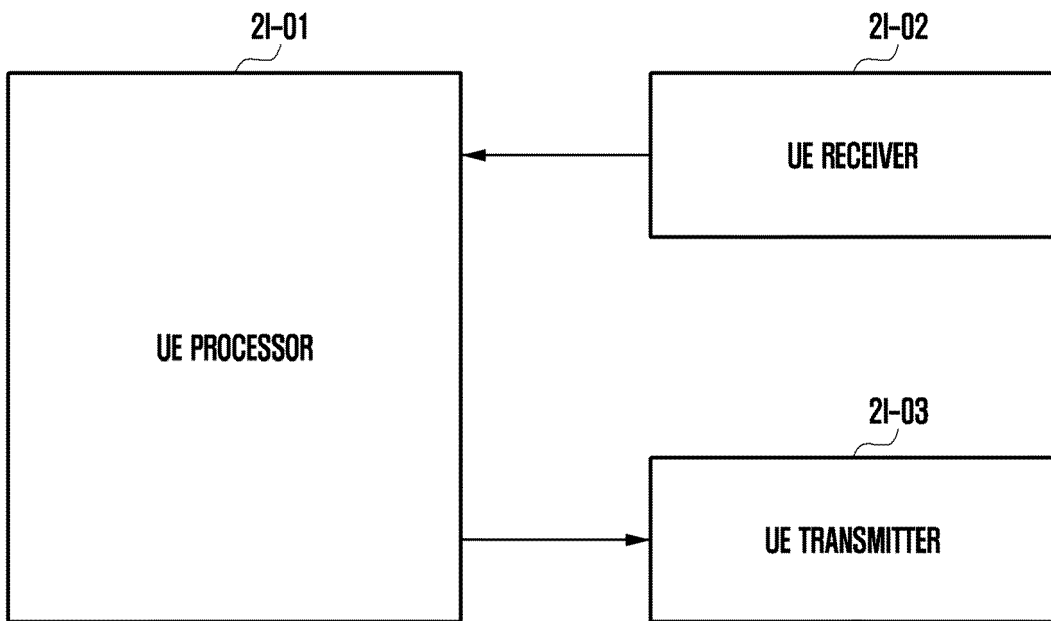 2I-01
2I-02
UE RECEIVER
UE PROCESSOR
2I-03
UE TRANSMITTER